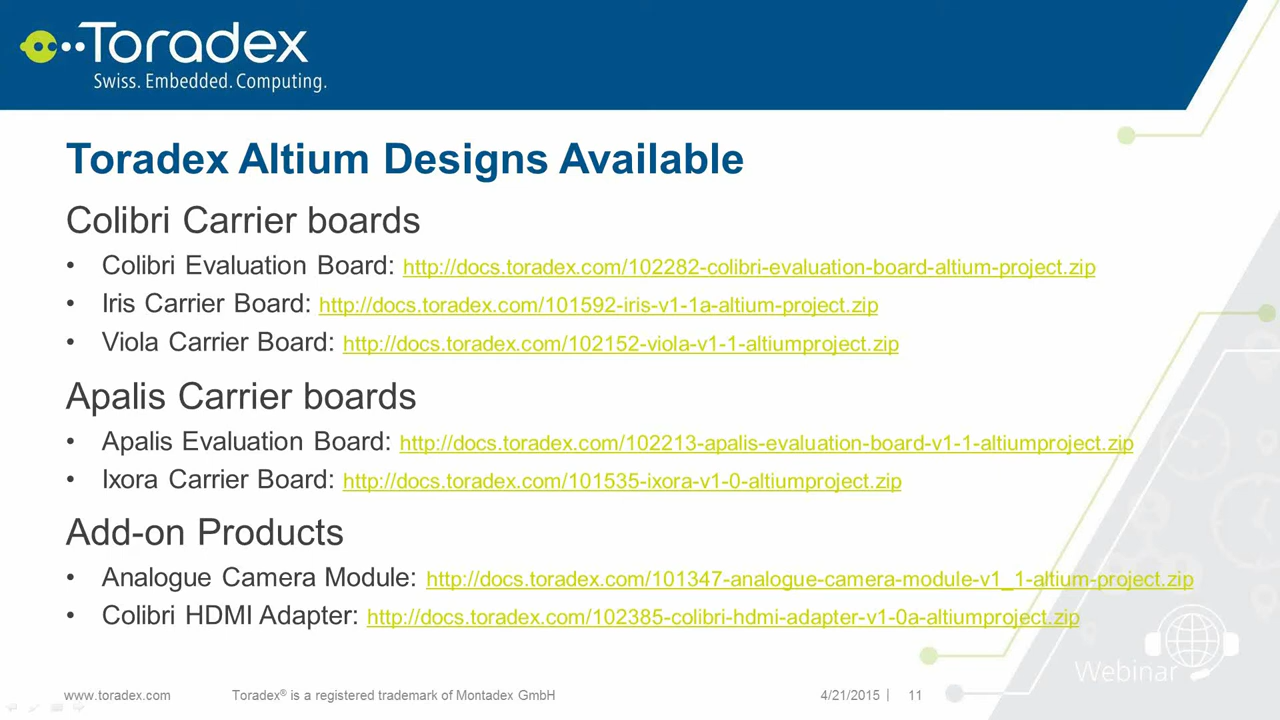 Toradex
Swiss. Embedded. Computing.
Toradex Altium Designs Available
Colibri Carrier boards
• Colibri Evaluation Board: http://docs.toradex.com/102282-colibri-evaluation-board-altium-project.zip
• Iris Carrier Board: http://docs.toradex.com/101592-iris-v1-1a-altium-project.zip
• Viola Carrier Board: http://docs.toradex.com/102152-viola-v1-1-altiumproject.zip
Apalis Carrier boards
• Apalis Evaluation Board: http://docs.toradex.com/102213-apalis-evaluation-board-v1-1-altiumproject.zip
• Ixora Carrier Board: http://docs.toradex.com/101535-ixora-v1-0-altiumproject.zip
Add-on Products
• Analogue Camera Module: http://docs.toradex.com/101347-analogue-camera-module-v1_1-altium-project.zip
• Colibri HDMI Adapter: http://docs.toradex.com/102385-colibri-hdmi-adapter-v1-0a-altiumproject.zip
Webinar
www.toradex.com Toradex® is a registered trademark of Montadex GmbH 4/21/2015 | 11